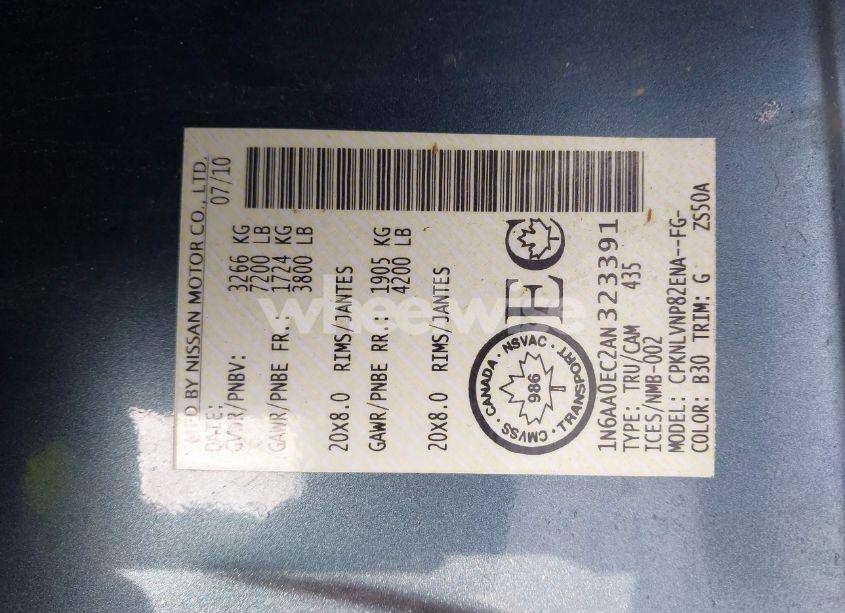 MFD BY NISSAN MOTOR CO., LTD.
DATE: 07/10
GVWR/PNBV: 3266 KG
7200 LB
GAWR/PNBE FR.: 1724 KG
3800 LB
20X8.0 RIMS/JANTES
GAWR/PNBE RR.: 1905 KG
4200 LB
20X8.0 RIMS/JANTES
CANADA · NSVAC · TRANSPORT · CMVSS ·
986
EC
1N6AA0EC2AN323391
TYPE: TRU/CAM 435
ICES/NMB-002
MODEL: CPKNLVNP82ENA--FG-
COLOR: B30 TRIM: G ZS50A
wheelwise